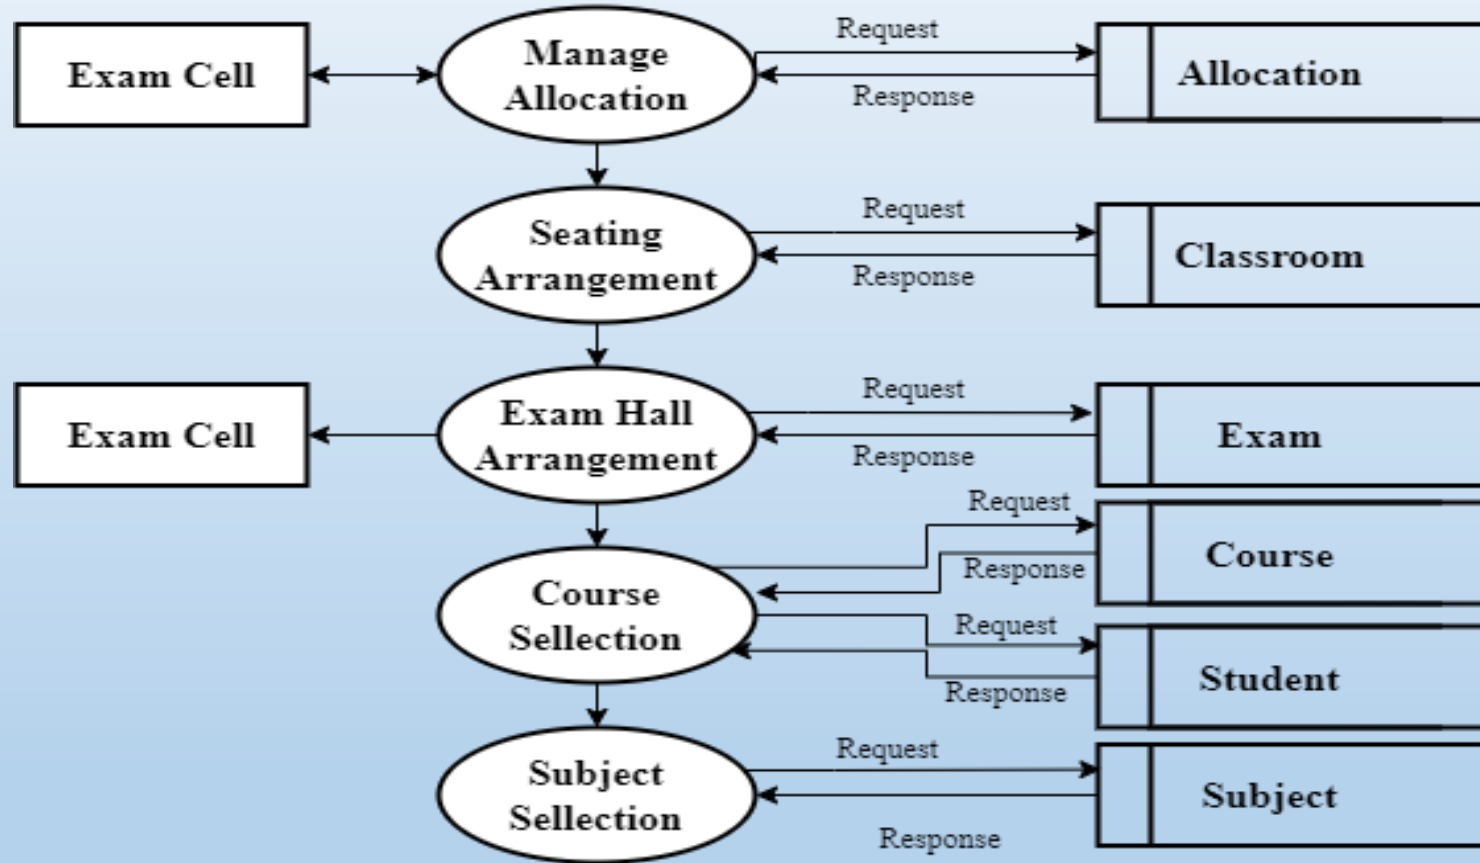 Exam Cell
Manage
Allocation
Request
Response
Allocation
Seating
Arrangement
Request
Response
Classroom
Exam Cell
Exam Hall
Arrangement
Request
Response
Exam
Course
Sellection
Request
Response
Course
Request
Response
Student
Subject
Sellection
Request
Response
Subject